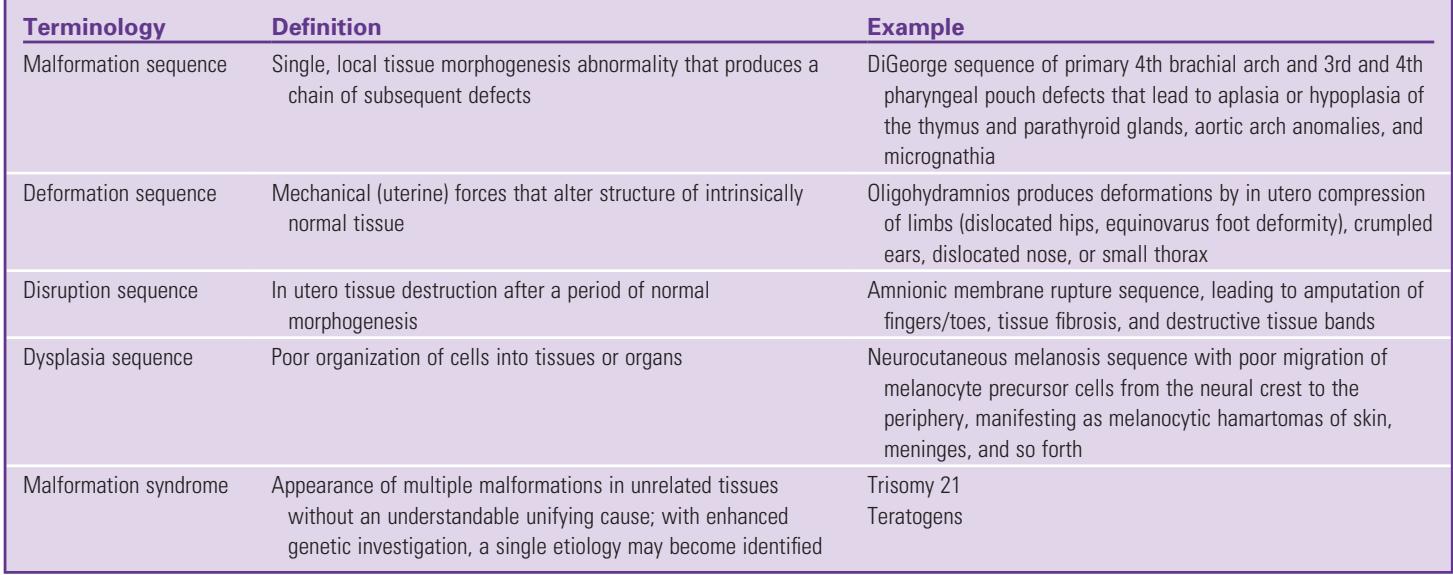 Terminology Definition Example
Malformation sequence Single, local tissue morphogenesis abnormality that produces a DiGeorge sequence of primary 4th brachial arch and 3rd and 4th
chain of subsequent defects pharyngeal pouch defects that lead to aplasia or hypoplasia of
the thymus and parathyroid glands, aortic arch anomalies, and
micrognathia
Deformation sequence Mechanical (uterine) forces that alter structure of intrinsically Oligohydramnios produces deformations by in utero compression
normal tissue of limbs (dislocated hips, equinovarus foot deformity), crumpled
ears, dislocated nose, or small thorax
Disruption sequence In utero tissue destruction after a period of normal Amnionic membrane rupture sequence, leading to amputation of
morphogenesis fingers/toes, tissue fibrosis, and destructive tissue bands
Dysplasia sequence Poor organization of cells into tissues or organs Neurocutaneous melanosis sequence with poor migration of
melanocyte precursor cells from the neural crest to the
periphery, manifesting as melanocytic hamartomas of skin,
meninges, and so forth
Malformation syndrome Appearance of multiple malformations in unrelated tissues Trisomy 21
without an understandable unifying cause; with enhanced Teratogens
genetic investigation, a single etiology may become identified